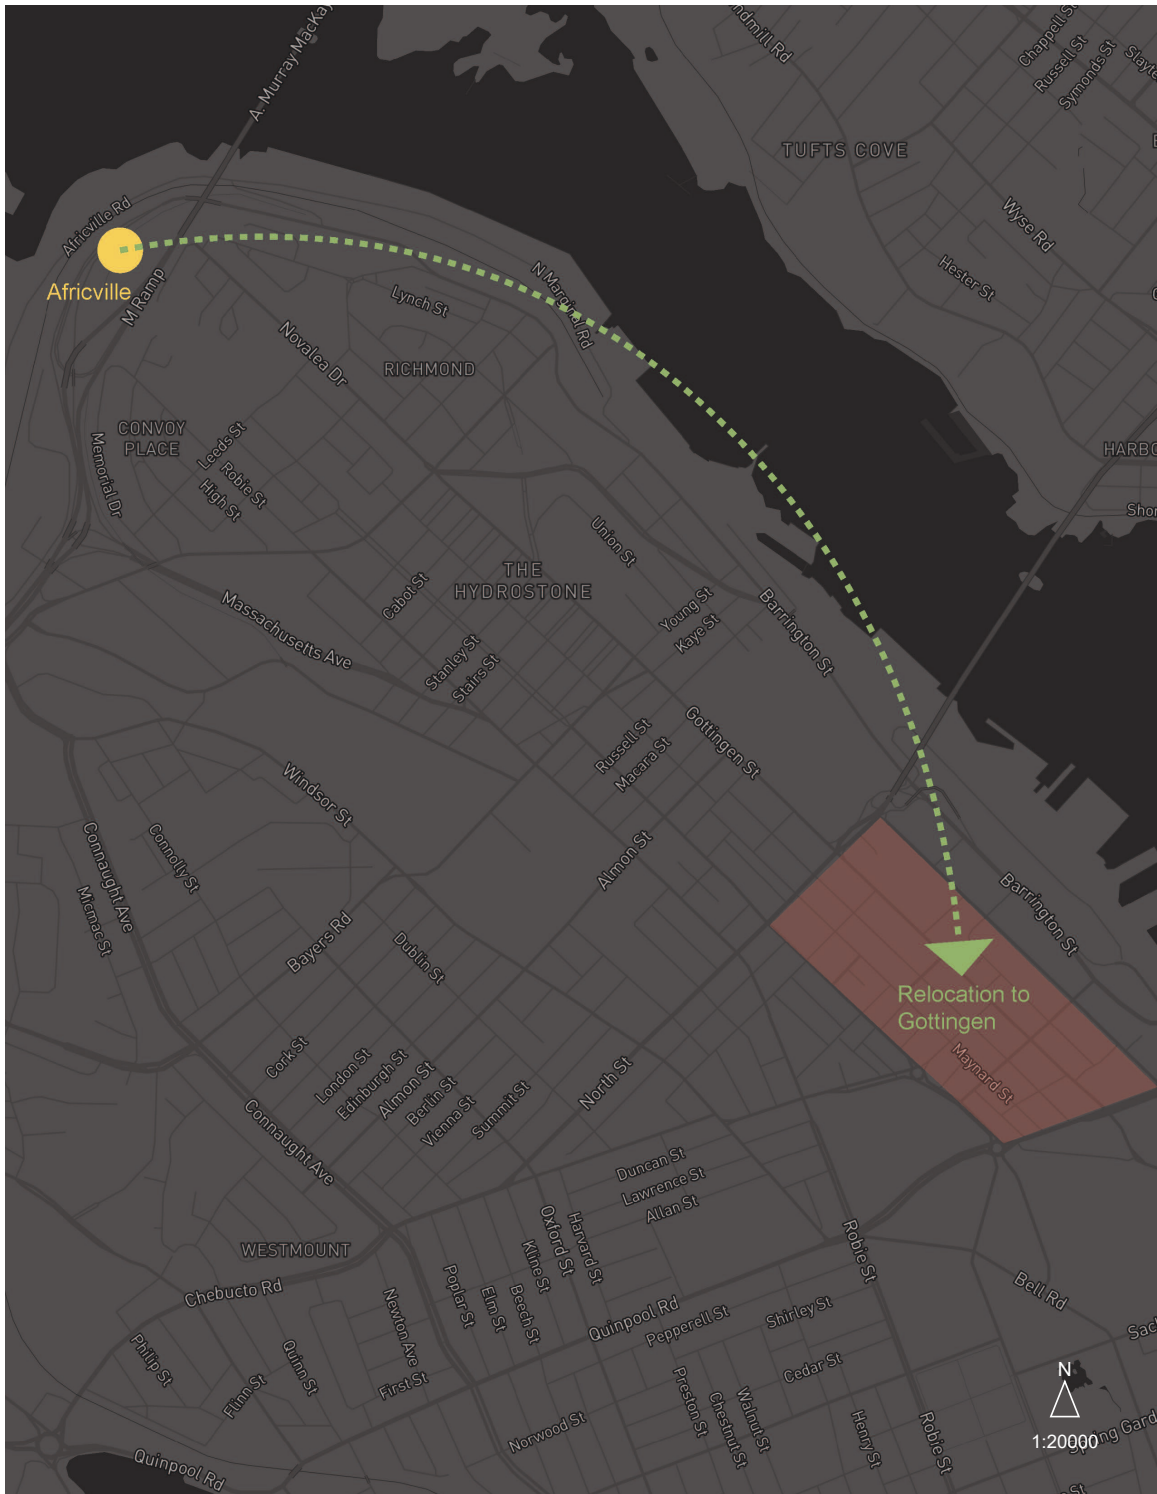 A. Murray MacKay
ndmill Rd
Chappell St
Russell St
Symonds St
TUFTS COVE
Africville Rd
Wyse Rd
Africville
M Ramp
Hester St
N Marginal Rd
Lynch St
Novalea Dr
RICHMOND
CONVOY
PLACE
Leeds St
Robie St
High St
Memorial Dr
HARBO
Shor
Union St
THE
HYDROSTONE
Cabot St
Massachusetts Ave
Young St
Kaye St
Barrington St
Stanley St
Stairs St
Gottingen St
Russell St
Macara St
Windsor St
Connaught Ave
Connolly St
Almon St
Micmac St
Bayers Rd
Dublin St
Barrington St
Relocation to
Gottingen
Maynard St
Cork St
London St
Edinburgh St
Almon St
Berlin St
Vienna St
Summit St
North St
Connaught Ave
Duncan St
Lawrence St
Allan St
WESTMOUNT
Chebucto Rd
Oxford St
Harvard St
Kline St
Robie St
Poplar St
Elm St
Beech St
Newton Ave
Bell Rd
Quinpool Rd
Pepperell St
Shirley St
Philip St
Quinn St
Flinn St
First St
Cedar St
Preston St
Chestnut St
Walnut St
Norwood St
Henry St
Robie St
Quinpool Rd
N
1:20000